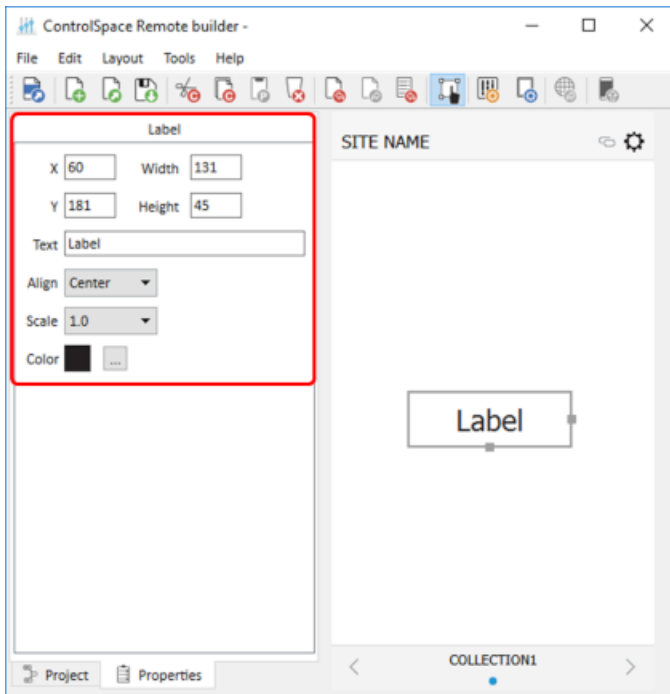 ControlSpace Remote builder -
File Edit Layout Tools Help
Label
X 60 Width 131
Y 181 Height 45
Text Label
Align Center
Scale 1.0
Color ...
Project Properties
SITE NAME
Label
COLLECTION1